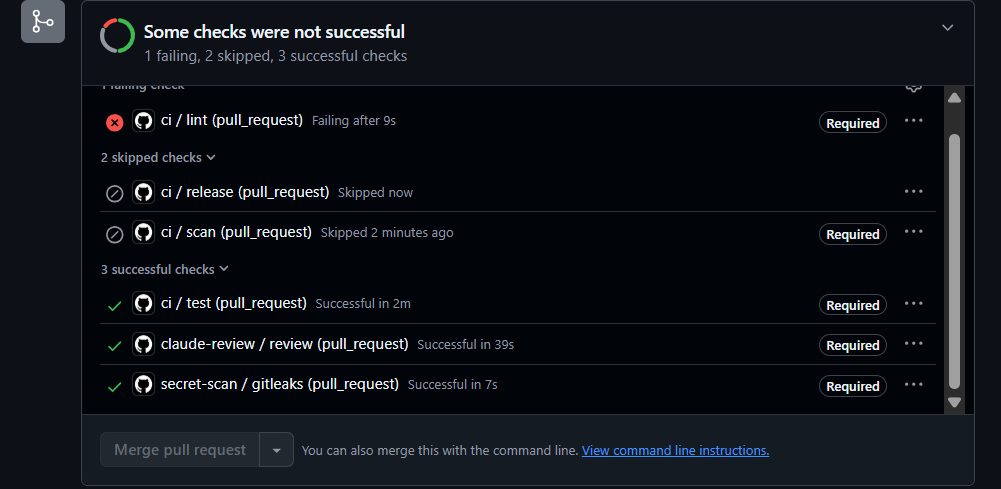 Some checks were not successful
1 failing, 2 skipped, 3 successful checks
1 failing check
ci / lint (pull_request) Failing after 9s Required
2 skipped checks
ci / release (pull_request) Skipped now
ci / scan (pull_request) Skipped 2 minutes ago Required
3 successful checks
ci / test (pull_request) Successful in 2m Required
claude-review / review (pull_request) Successful in 39s Required
secret-scan / gitleaks (pull_request) Successful in 7s Required
Merge pull request You can also merge this with the command line. View command line instructions.